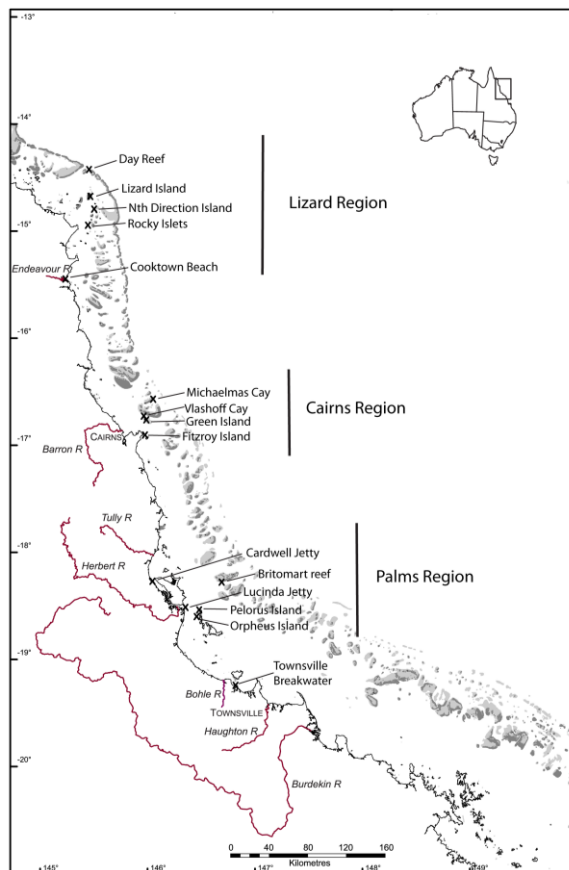 -13°
-14°
Day Reef
Lizard Island
Nth Direction Island
Lizard Region
-15°
Rocky Islets
Endeavour R
Cooktown Beach
-16°
Michaelmas Cay
Vlashoff Cay
Green Island
Cairns Region
Fitzroy Island
CAIRNS
-17°
Barron R
Tully R
-18°
Cardwell Jetty
Herbert R
Britomart reef
Palms Region
Lucinda Jetty
Pelorus Island
Orpheus Island
-19°
Townsville
Breakwater
Bohle R
TOWNSVILLE
Haughton R
-20°
Burdekin R
0 20 40 80 120 160
Kilometres
145° 146° 147° 148° 149°